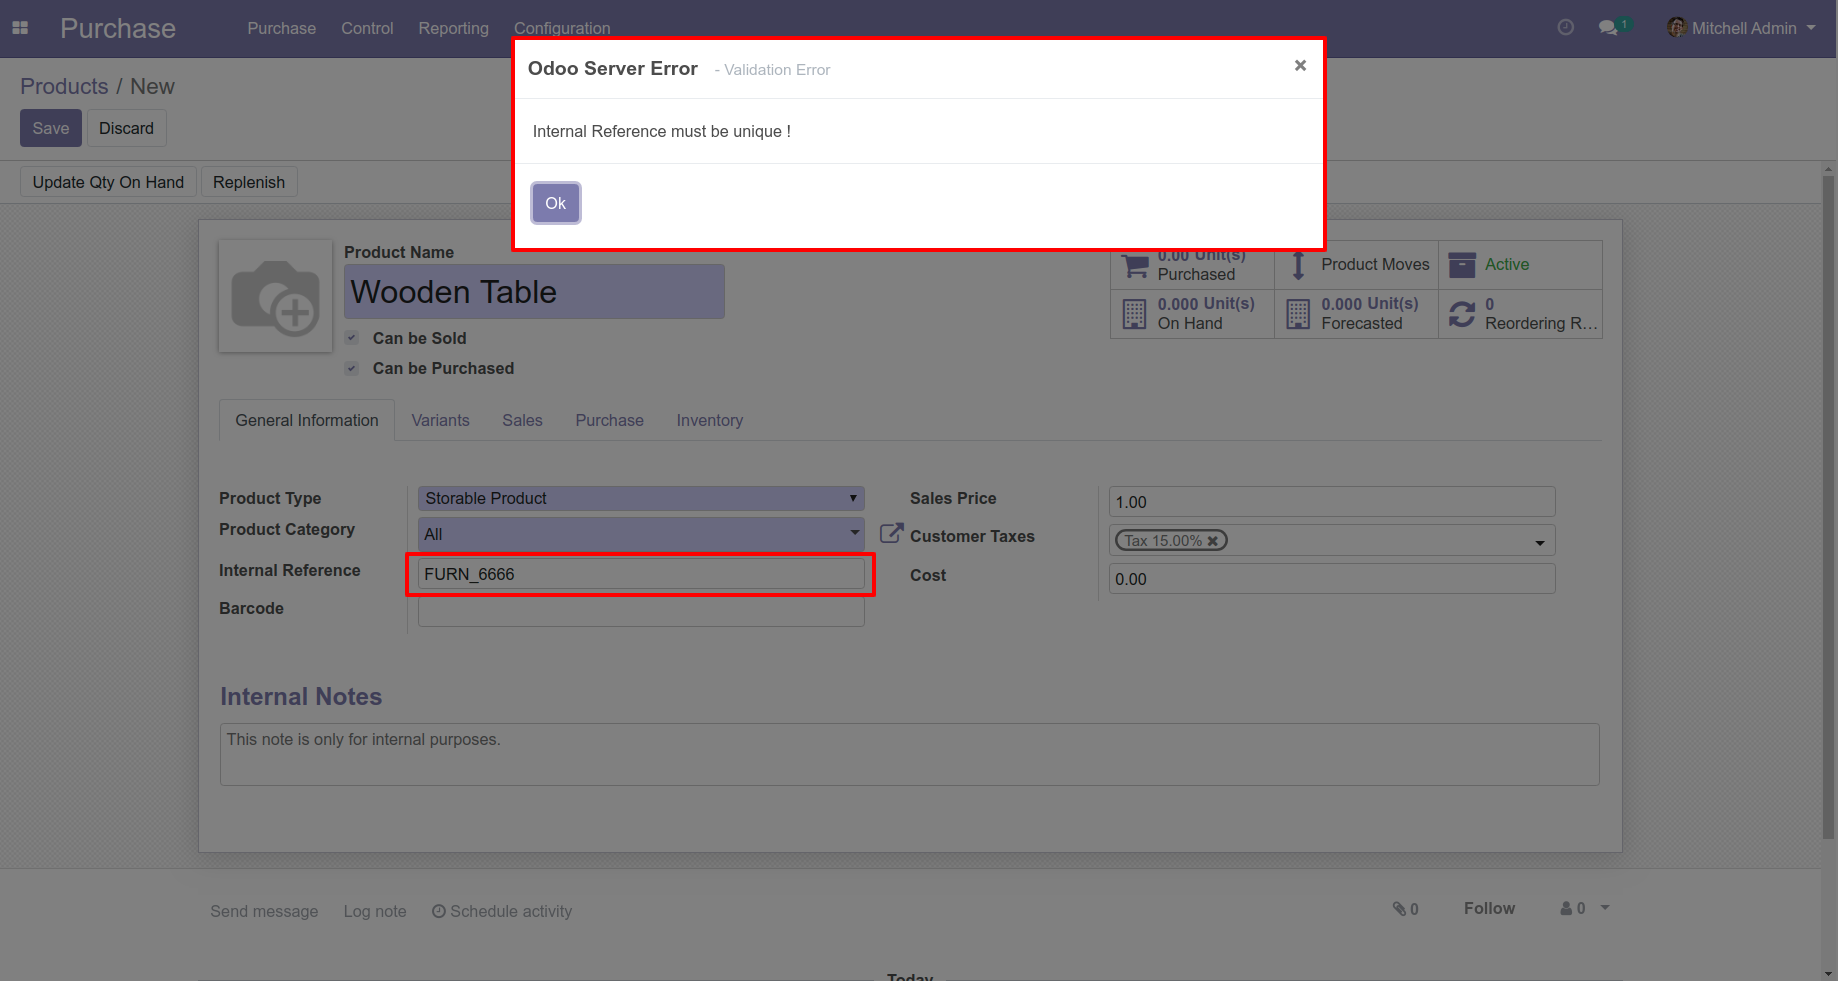 Purchase Purchase Control Reporting Configuration 1 Mitchell Admin
Odoo Server Error - Validation Error ×
Products / New
Save Discard
Internal Reference must be unique !
Update Qty On Hand Replenish
Ok
Product Name
Wooden Table
Can be Sold
Can be Purchased
0.00 Unit(s)
Purchased
Product Moves
Active
0.000 Unit(s)
On Hand
0.000 Unit(s)
Forecasted
0
Reordering R...
General Information Variants Sales Purchase Inventory
Product Type Storable Product
Product Category All
Internal Reference FURN_6666
Barcode
Sales Price 1.00
Customer Taxes Tax 15.00% ×
Cost 0.00
Internal Notes
This note is only for internal purposes.
Send message Log note Schedule activity 0 Follow 0
Today